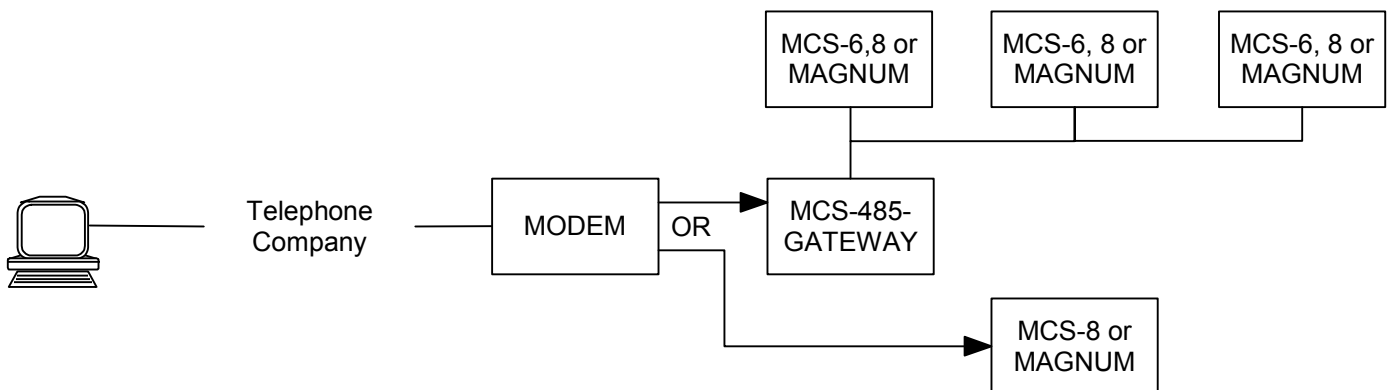 MCS-6,8 or
MAGNUM
MCS-6, 8 or
MAGNUM
MCS-6, 8 or
MAGNUM
Telephone
Company
MODEM
OR
MCS-485-
GATEWAY
MCS-8 or
MAGNUM